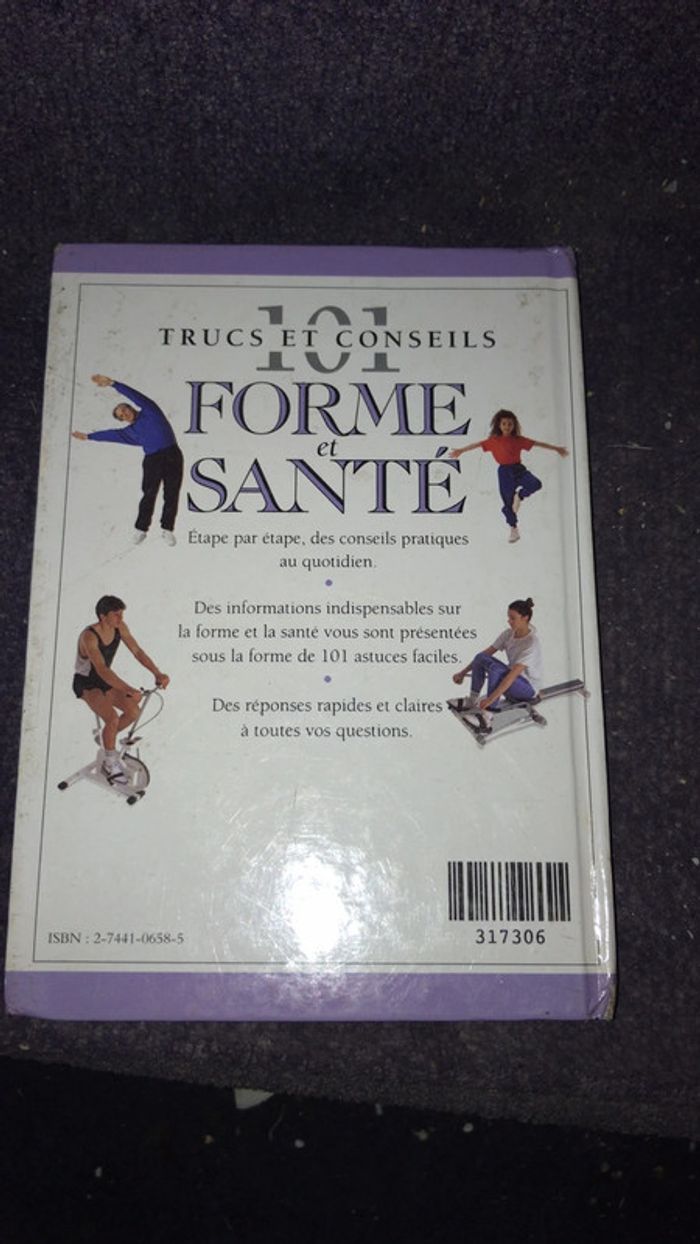 101
TRUCS ET CONSEILS
FORME
et
SANTÉ
Étape par étape, des conseils pratiques
au quotidien.
Des informations indispensables sur
la forme et la santé vous sont présentées
sous la forme de 101 astuces faciles.
Des réponses rapides et claires
à toutes vos questions.
ISBN : 2-7441-0658-5
317306